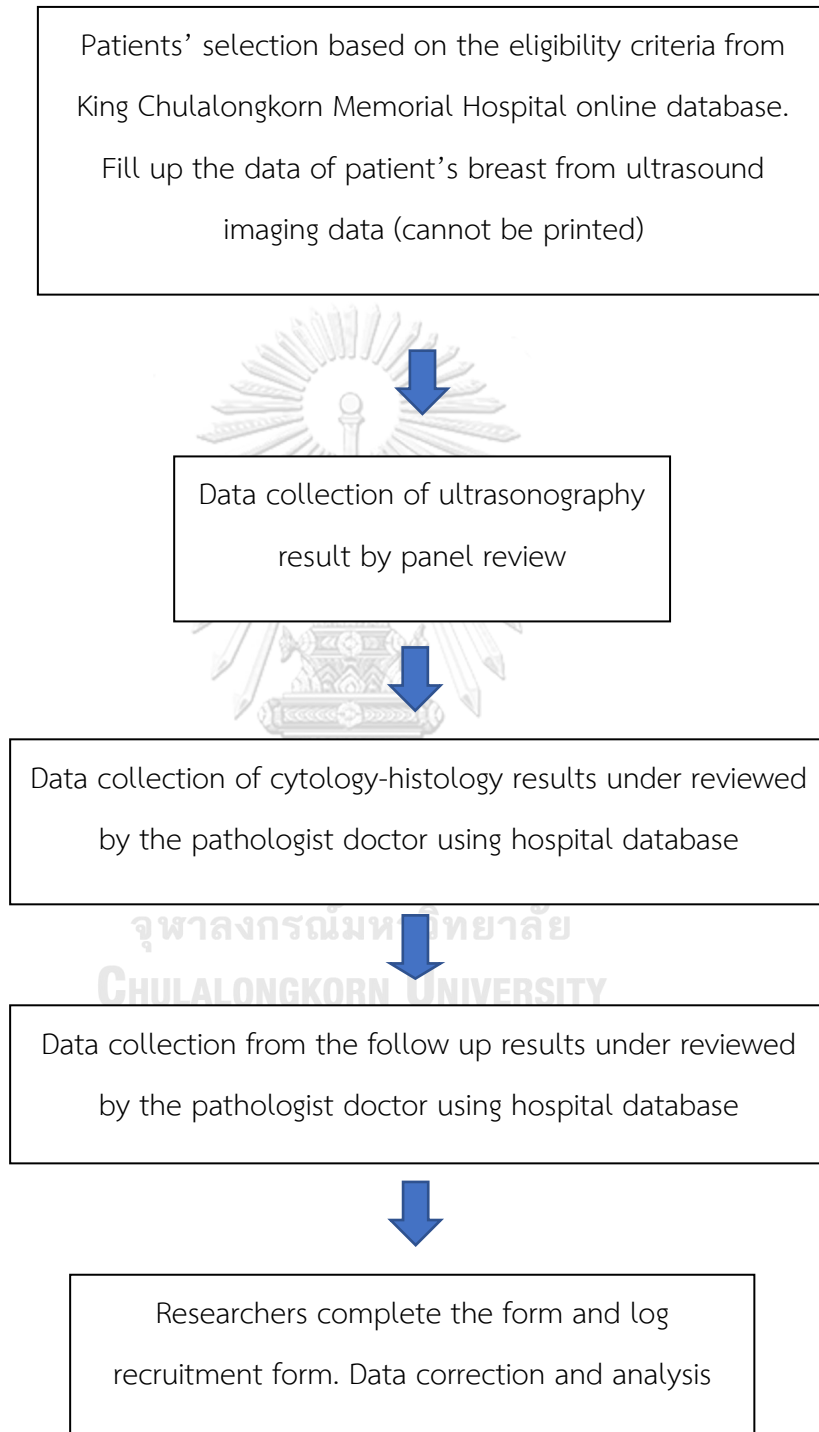 Patients’ selection based on the eligibility criteria from
King Chulalongkorn Memorial Hospital online database.
Fill up the data of patient’s breast from ultrasound
imaging data (cannot be printed)
Data collection of ultrasonography
result by panel review
Data collection of cytology-histology results under reviewed
by the pathologist doctor using hospital database
จุฬาลงกรณ์มหาวิทยาลัย
CHULALONGKORN UNIVERSITY
Data collection from the follow up results under reviewed
by the pathologist doctor using hospital database
Researchers complete the form and log
recruitment form. Data correction and analysis